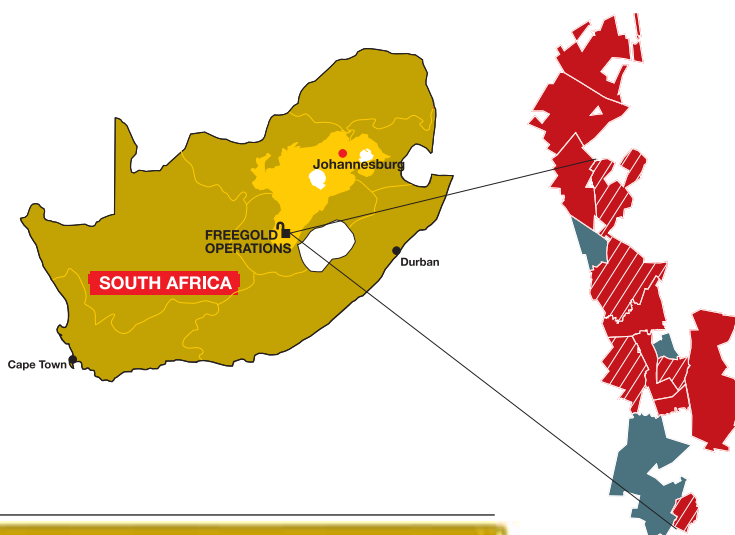 Johannesburg
FREEGOLD
OPERATIONS
Durban
SOUTH AFRICA
Cape Town